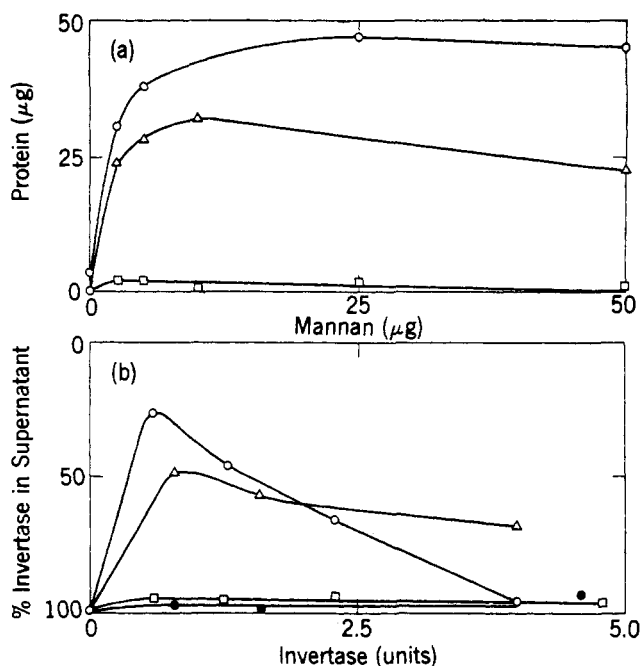 50
(a)
Protein (μg)
25
0
0
25
50
Mannan (μg)
0
(b)
% Invertase in Supernatant
50
100
0
2.5
5.0
Invertase (units)